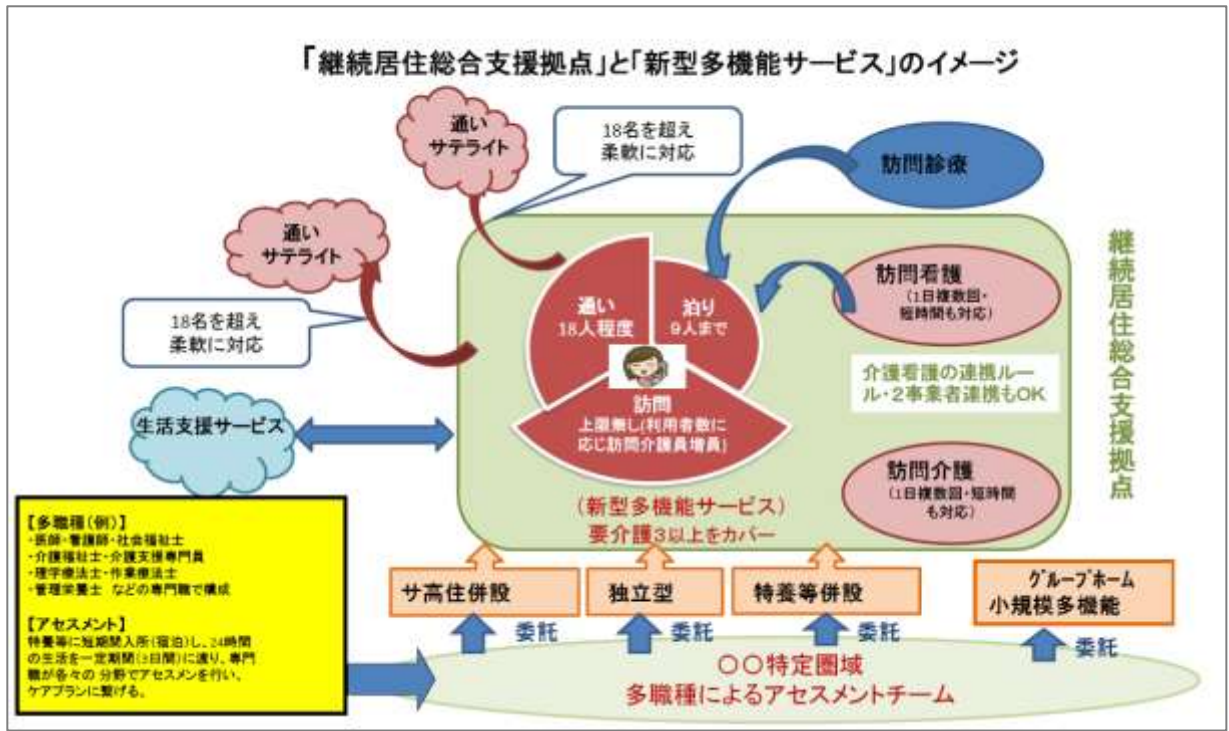 「継続居住総合支援拠点」と「新型多機能サービス」のイメージ
通い
サテライト
18名を超え
柔軟に対応
訪問診療
通い
サテライト
18名を超え
柔軟に対応
通い
18人程度
泊り
9人まで
訪問
上限無し(利用者数に
応じ訪問介護員増員)
訪問看護
(1日複数回・
短時間も対応)
介護看護の連携ルー
ル・2事業者連携もOK
訪問介護
(1日複数回・短時間
も対応)
継続居住総合支援拠点
生活支援サービス
(新型多機能サービス)
要介護3以上をカバー
【多職種(例)】
・医師・看護師・社会福祉士
・介護福祉士・介護支援専門員
・理学療法士・作業療法士
・管理栄養士 などの専門職で構成
【アセスメント】
特養等に短期間入所(宿泊)し、24時間
の生活を一定期間(3日間)に渡り、専門
職が各々の 分野でアセスメンを行い、
ケアプランに繋げる。
サ高住併設
独立型
特養等併設
グループホーム
小規模多機能
委託
委託
委託
委託
〇〇特定圏域
多職種によるアセスメントチーム